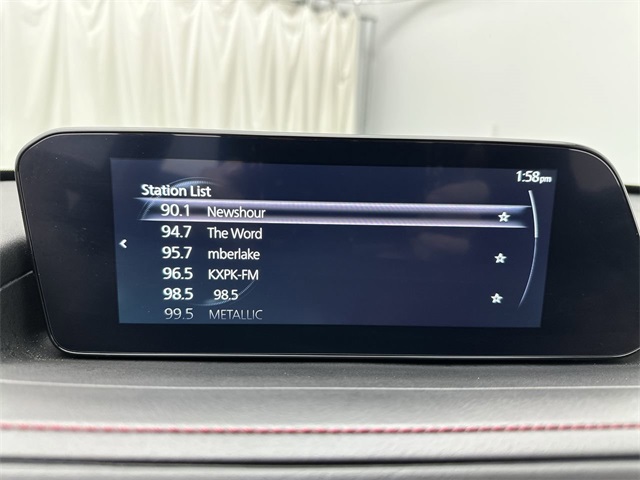 1:58pm
Station List
90.1 Newshour
94.7 The Word
95.7 mberlake
96.5 KXPK-FM
98.5 98.5
99.5 METALLIC